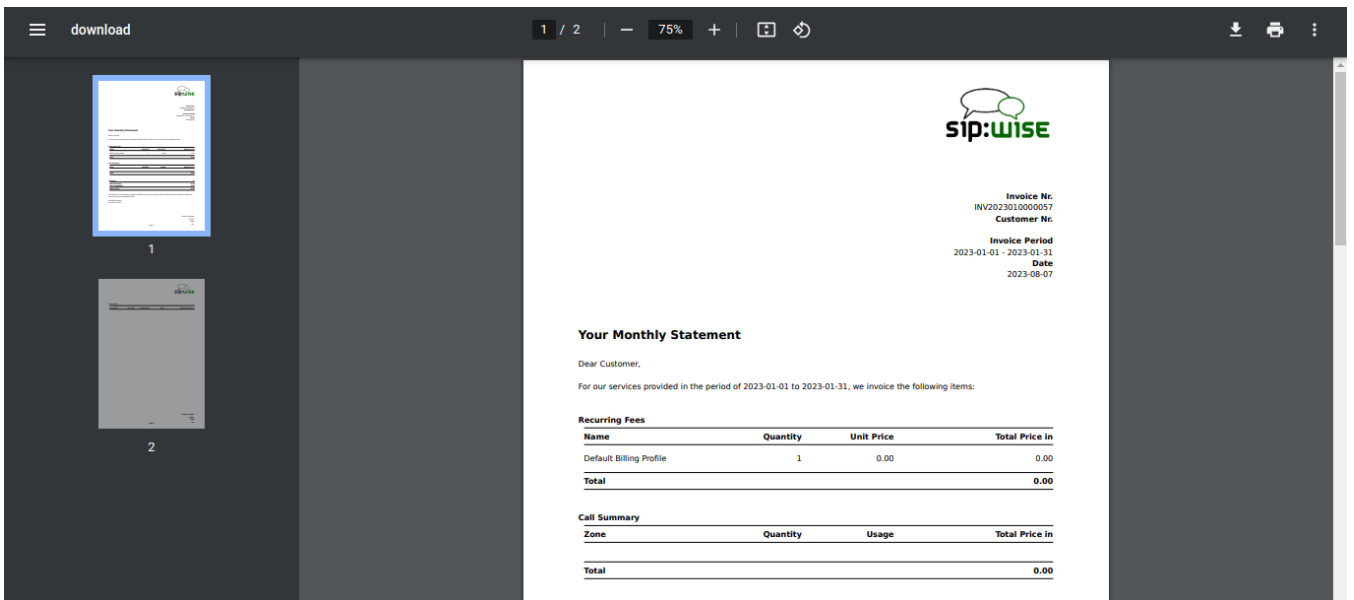 download
1 / 2
75%
1
2
sip:wise
Invoice Nr.
INV2023010000057
Customer Nr.
Invoice Period
2023-01-01 - 2023-01-31
Date
2023-08-07
Your Monthly Statement
Dear Customer,
For our services provided in the period of 2023-01-01 to 2023-01-31, we invoice the following items:
Recurring Fees
Name Quantity Unit Price Total Price in
Default Billing Profile 1 0.00 0.00
Total 0.00
Call Summary
Zone Quantity Usage Total Price in
Total 0.00